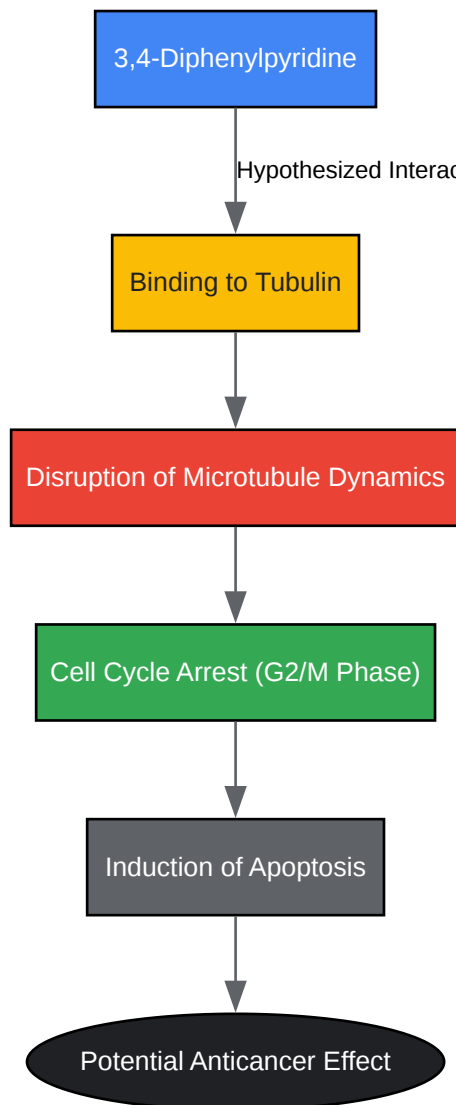 3,4-Diphenylpyridine
Hypothesized
Binding to Tubulin
Disruption of Microtubule Dynamics
Cell Cycle Arrest (G2/M Phase)
Induction of Apoptosis
Potential Anticancer Effect